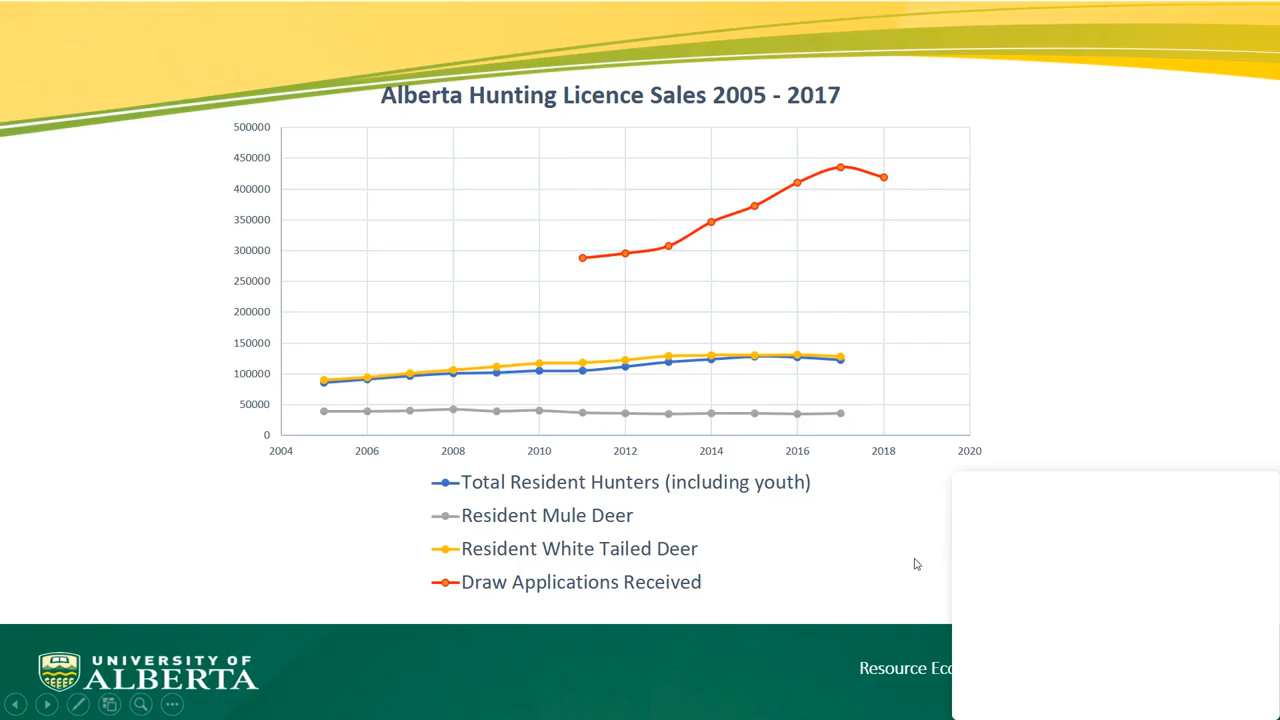 Alberta Hunting Licence Sales 2005 - 2017
500000
450000
400000
350000
300000
250000
200000
150000
100000
50000
0
2004 2006 2008 2010 2012 2014 2016 2018 2020
Total Resident Hunters (including youth)
Resident Mule Deer
Resident White Tailed Deer
Draw Applications Received
UNIVERSITY OF
ALBERTA
Resource